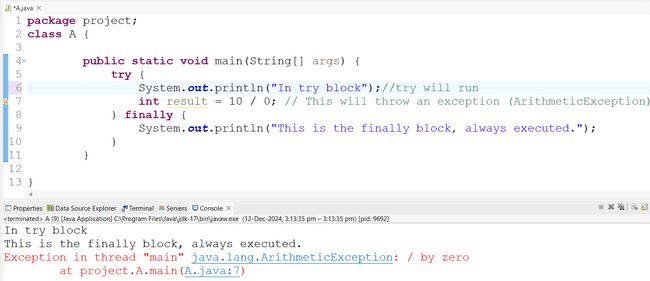 *A.java
1 package project;
2 class A {
3
4 public static void main(String[] args) {
5 try {
6 System.out.println("In try block");//try will run
7 int result = 10 / 0; // This will throw an exception (ArithmeticException)
8 } finally {
9 System.out.println("This is the finally block, always executed.");
10 }
11 }
12
13 }
Properties Data Source Explorer Terminal Servers Console
<terminated> A (9) [Java Application] C:\Program Files\Java\jdk-17\bin\javaw.exe (12-Dec-2024, 3:13:35 pm – 3:13:35 pm) [pid: 9692]
In try block
This is the finally block, always executed.
Exception in thread "main" java.lang.ArithmeticException: / by zero
at project.A.main(A.java:7)